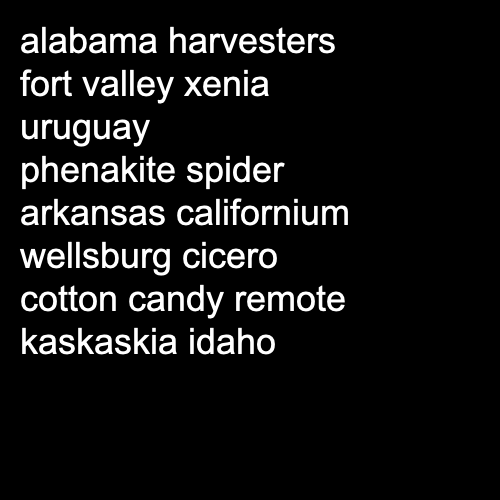 alabama harvesters
fort valley xenia
uruguay
phenakite spider
arkansas californium
wellsburg cicero
cotton candy remote
kaskaskia idaho